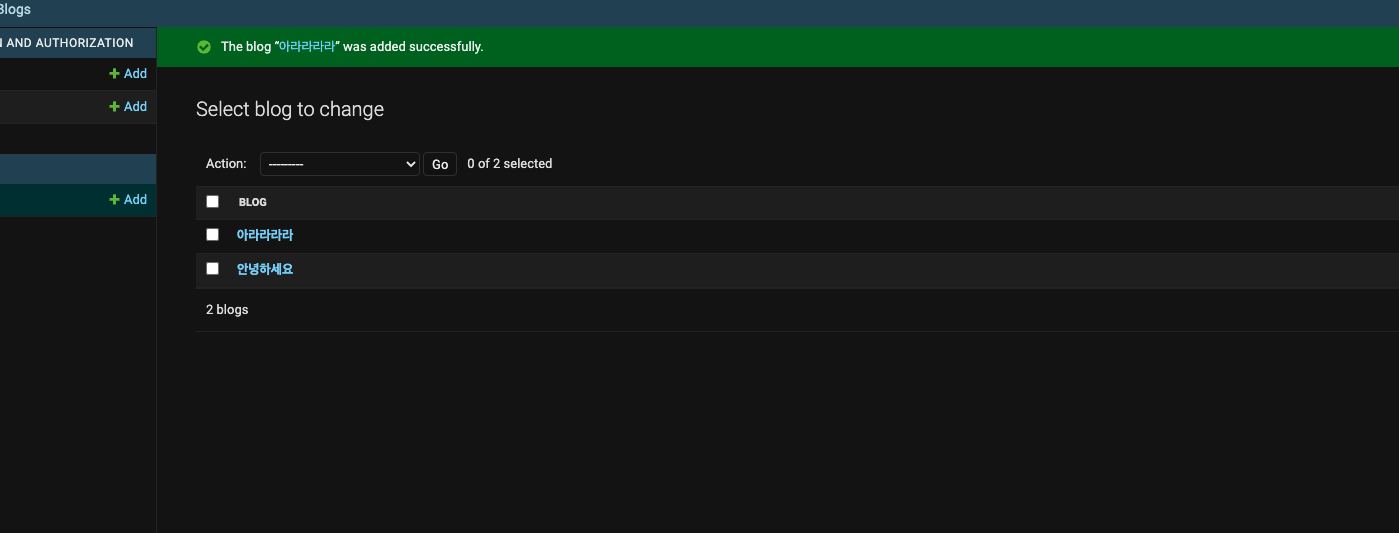 Blogs
N AND AUTHORIZATION
The blog “아라라라라” was added successfully.
+ Add
+ Add
+ Add
Select blog to change
Action: --------- Go 0 of 2 selected
BLOG
아라라라라
안녕하세요
2 blogs